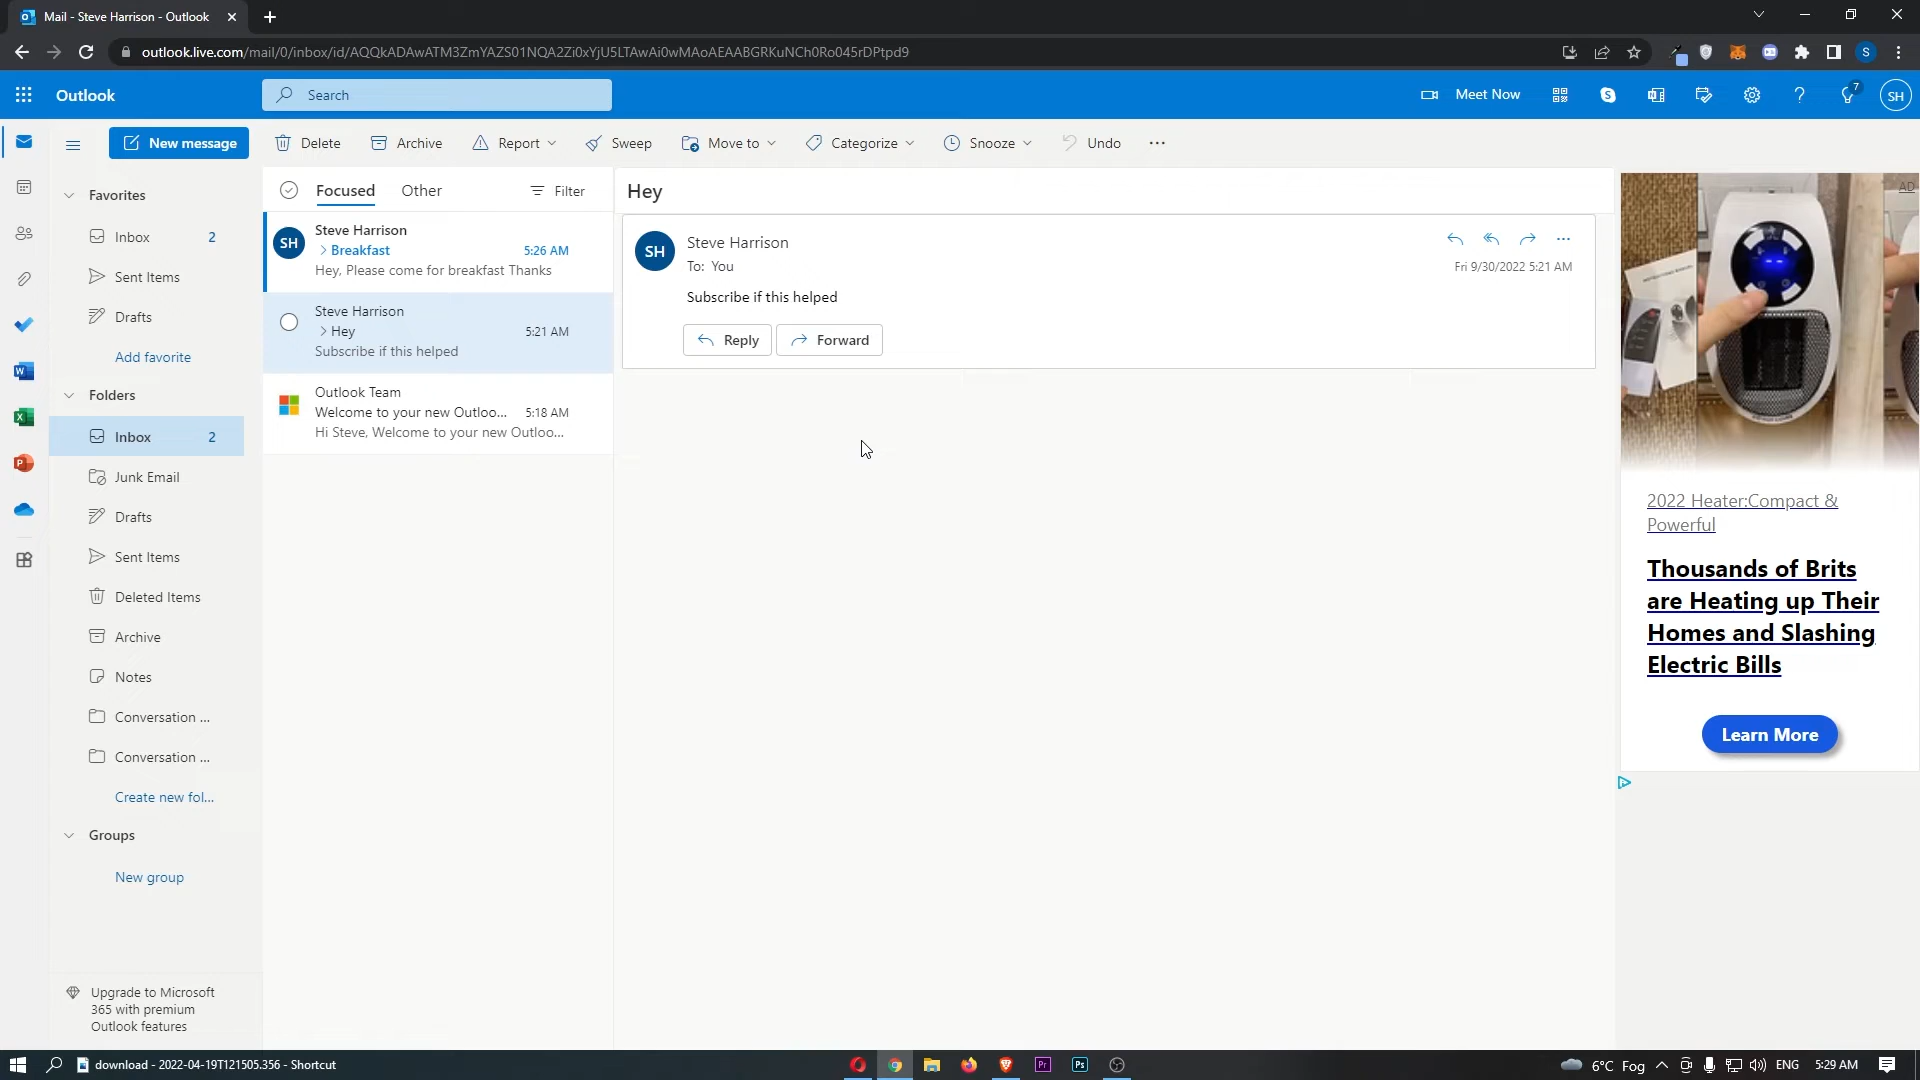 Mail - Steve Harrison - Outlook
outlook.live.com/mail/0/inbox/id/AQQkADAwATM3ZmYAZS01NQA2Zi0xYjU5LTAwAi0wMAoAEAABGRKuNCh0Ro045rDPtpd9
S
Outlook
Search
Meet Now
7
SH
New message
Delete
Archive
Report
Sweep
Move to
Categorize
Snooze
Undo
Favorites
Inbox 2
Sent Items
Drafts
Add favorite
Folders
Inbox 2
Junk Email
Drafts
Sent Items
Deleted Items
Archive
Notes
Conversation ...
Conversation ...
Create new fol...
Groups
New group
Upgrade to Microsoft
365 with premium
Outlook features
Focused
Other
Filter
SH
Steve Harrison
Breakfast 5:26 AM
Hey, Please come for breakfast Thanks
Steve Harrison
Hey 5:21 AM
Subscribe if this helped
Outlook Team
Welcome to your new Outloo... 5:18 AM
Hi Steve, Welcome to your new Outloo...
Hey
SH
Steve Harrison
To: You
Fri 9/30/2022 5:21 AM
Subscribe if this helped
Reply
Forward
AD
2022 Heater:Compact &
Powerful
Thousands of Brits
are Heating up Their
Homes and Slashing
Electric Bills
Learn More
download - 2022-04-19T121505.356 - Shortcut
Pr
Ps
6°C Fog
ENG
5:29 AM